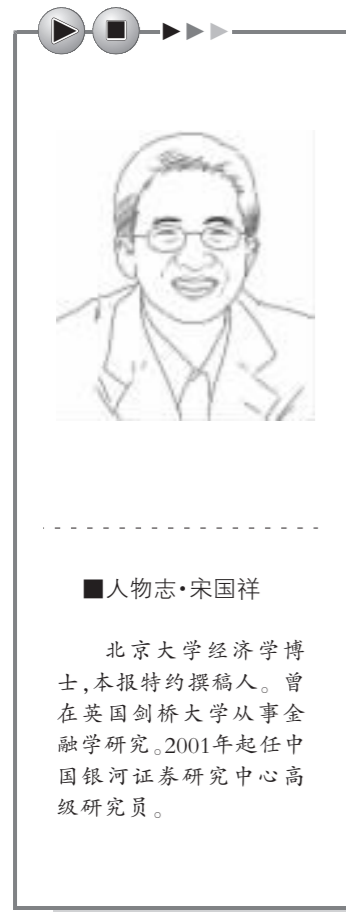 ■人物志·宋国祥
北京大学经济学博
士,本报特约撰稿人。曾
在英国剑桥大学从事金
融学研究。2001年起任中
国银河证券研究中心高
级研究员。